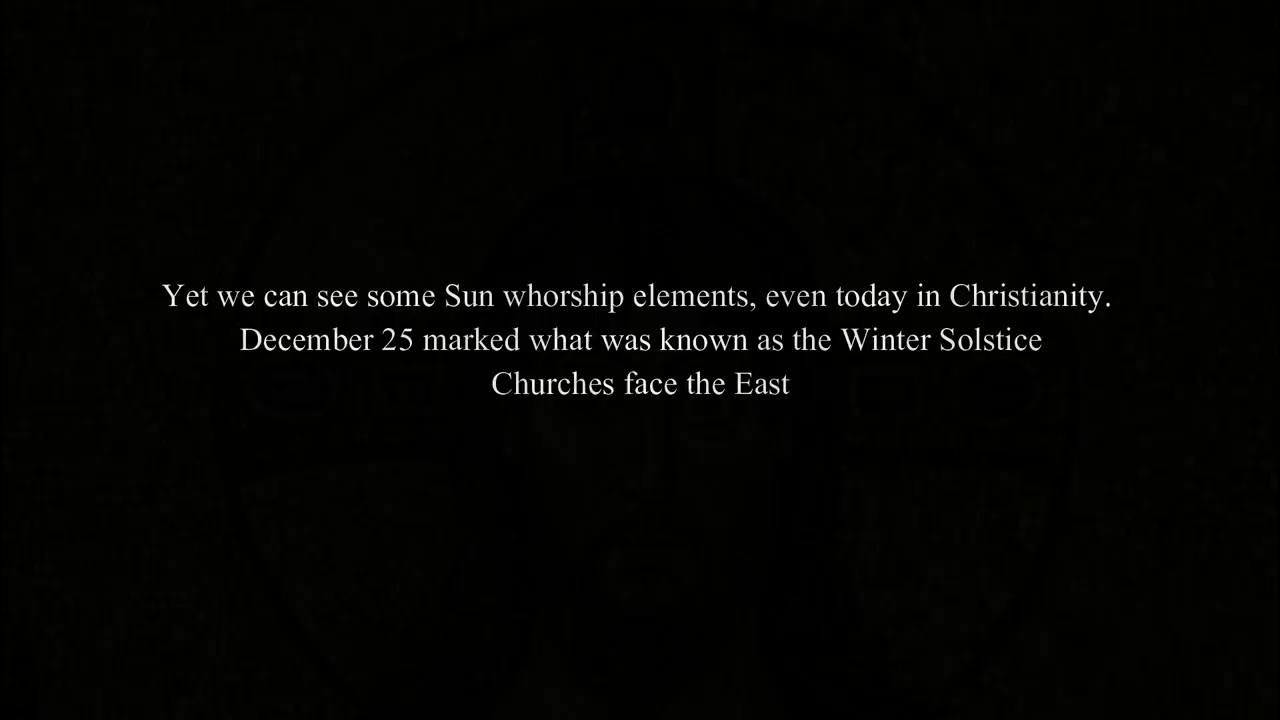 Yet we can see some Sun whorship elements, even today in Christianity.
December 25 marked what was known as the Winter Solstice
Churches face the East